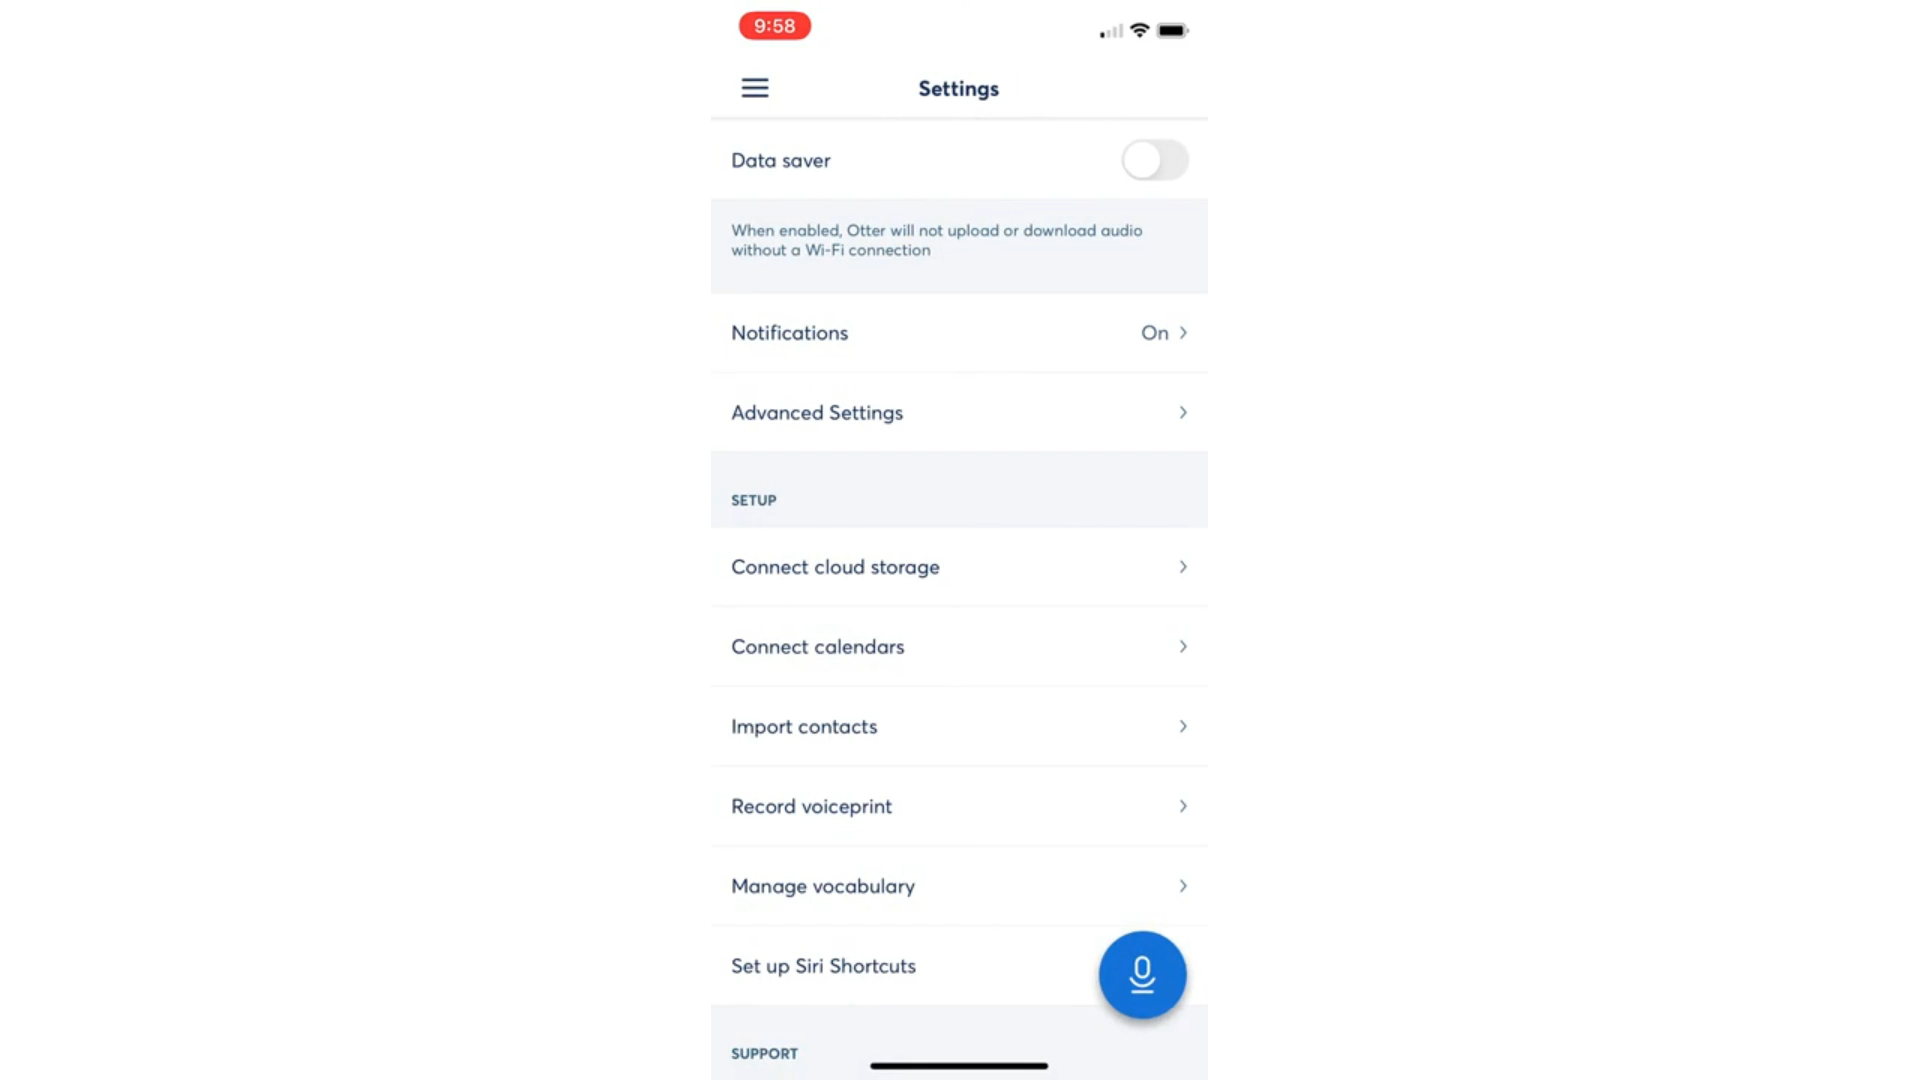 9:58
Settings
Data saver
When enabled, Otter will not upload or download audio
without a Wi-Fi connection
Notifications On
Advanced Settings
SETUP
Connect cloud storage
Connect calendars
Import contacts
Record voiceprint
Manage vocabulary
Set up Siri Shortcuts
SUPPORT